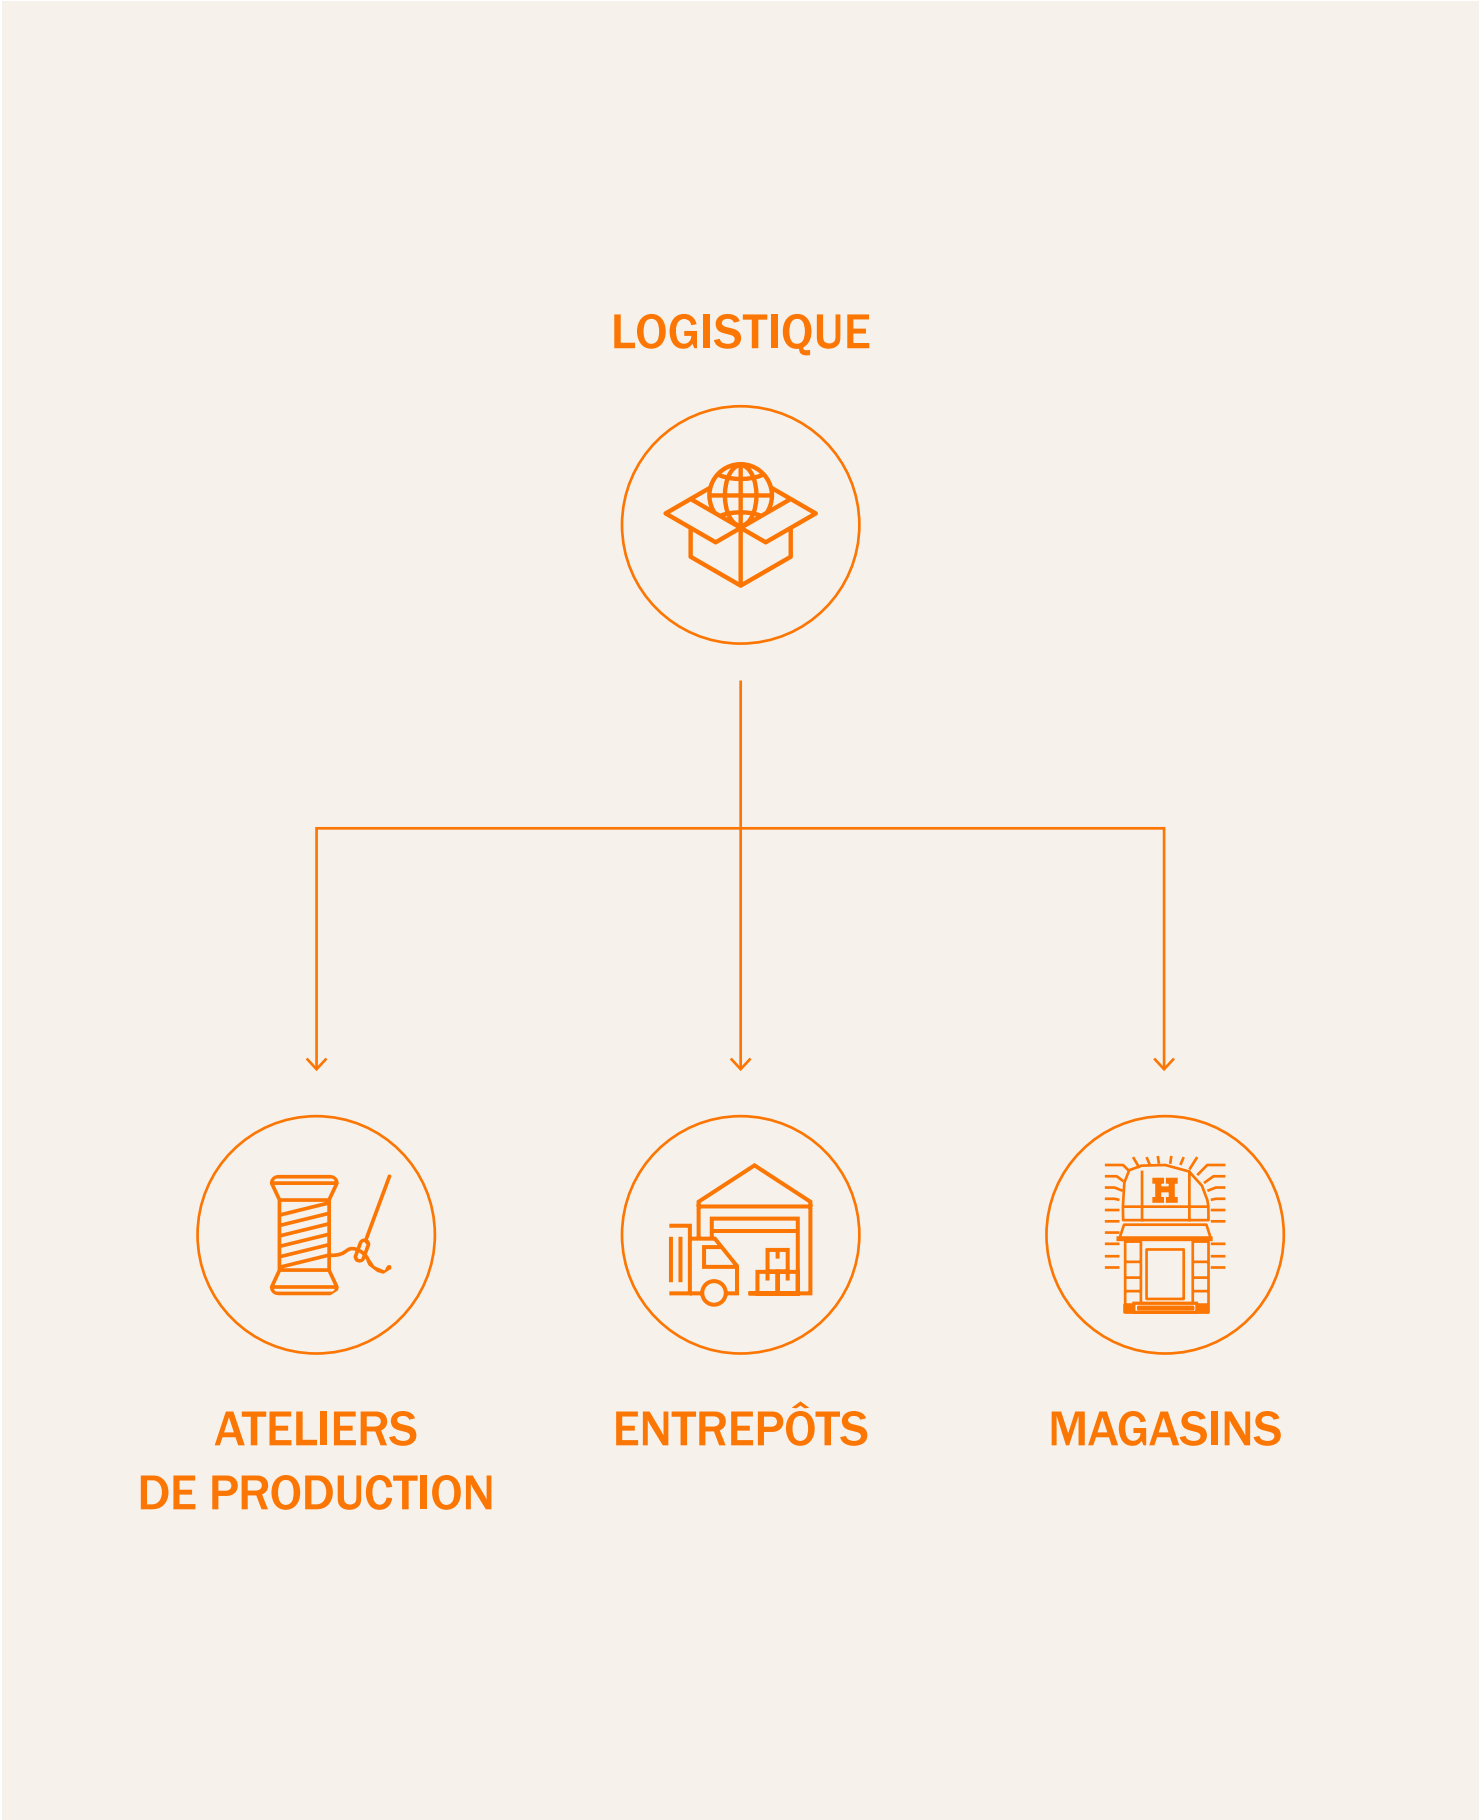 LOGISTIQUE
H
ATELIERS
DE PRODUCTION
ENTREPÔTS
MAGASINS